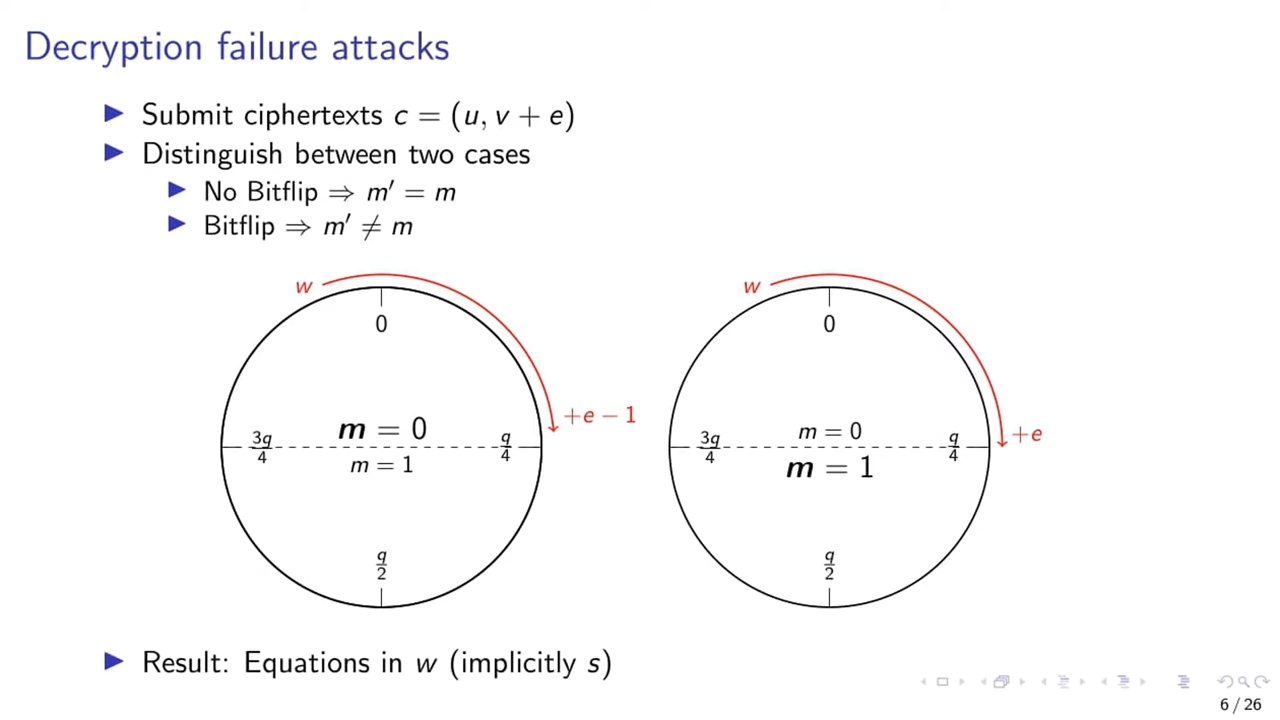 Decryption failure attacks
▶ Submit ciphertexts c = (u, v + e)
▶ Distinguish between two cases
▶ No Bitflip ⇒ m′ = m
▶ Bitflip ⇒ m′ ≠ m
w
0
+e − 1
m = 0
3q/4
q/4
m = 1
q/2
w
0
+e
m = 0
3q/4
q/4
m = 1
q/2
▶ Result: Equations in w (implicitly s)
6 / 26